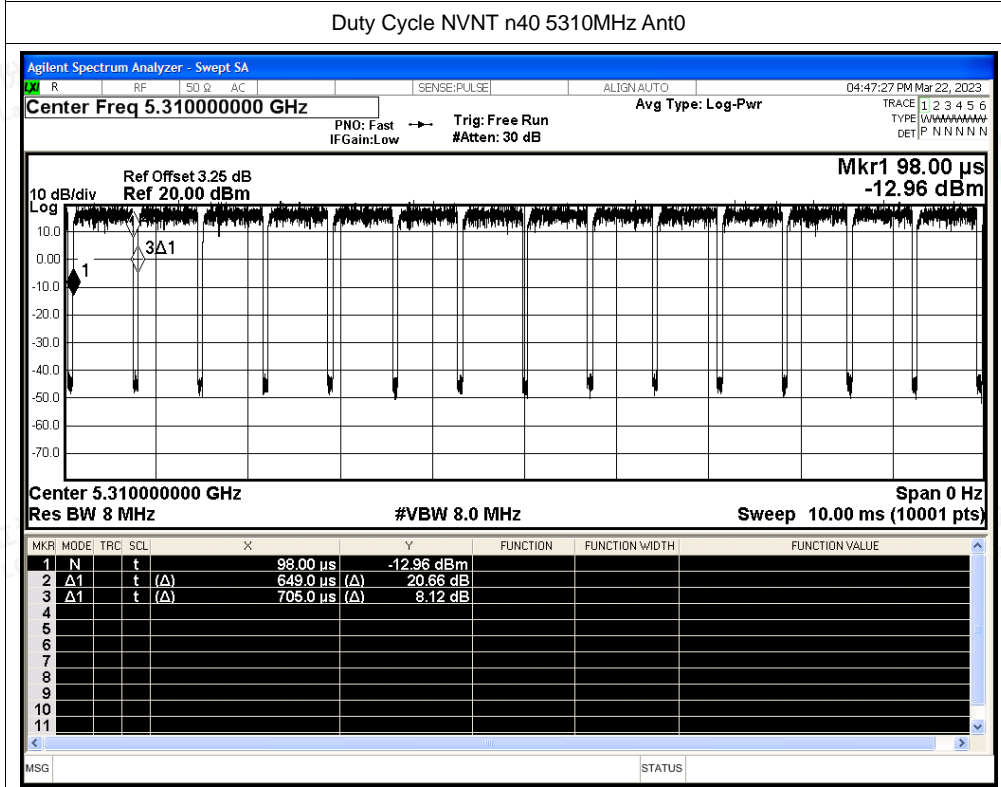 Duty Cycle NVNT n40 5310MHz Ant0
Agilent Spectrum Analyzer - Swept SA
LXI R RF 50 Ω AC SENSE:PULSE ALIGN AUTO 04:47:27 PM Mar 22, 2023
Center Freq 5.310000000 GHz Avg Type: Log-Pwr TRACE 1 2 3 4 5 6
PNO: Fast Trig: Free Run TYPE W
IFGain:Low #Atten: 30 dB DET P N N N N N
Mkr1 98.00 µs
Ref Offset 3.25 dB
10 dB/div Ref 20.00 dBm -12.96 dBm
Log
10.0
3Δ1
0.00
1
-10.0
-20.0
-30.0
-40.0
-50.0
-60.0
-70.0
Center 5.310000000 GHz Span 0 Hz
Res BW 8 MHz #VBW 8.0 MHz Sweep 10.00 ms (10001 pts)
MKR MODE TRC SCL X Y FUNCTION FUNCTION WIDTH FUNCTION VALUE
1 N t 98.00 µs -12.96 dBm
2 Δ1 t (Δ) 649.0 µs (Δ) 20.66 dB
3 Δ1 t (Δ) 705.0 µs (Δ) 8.12 dB
4
5
6
7
8
9
10
11
MSG STATUS